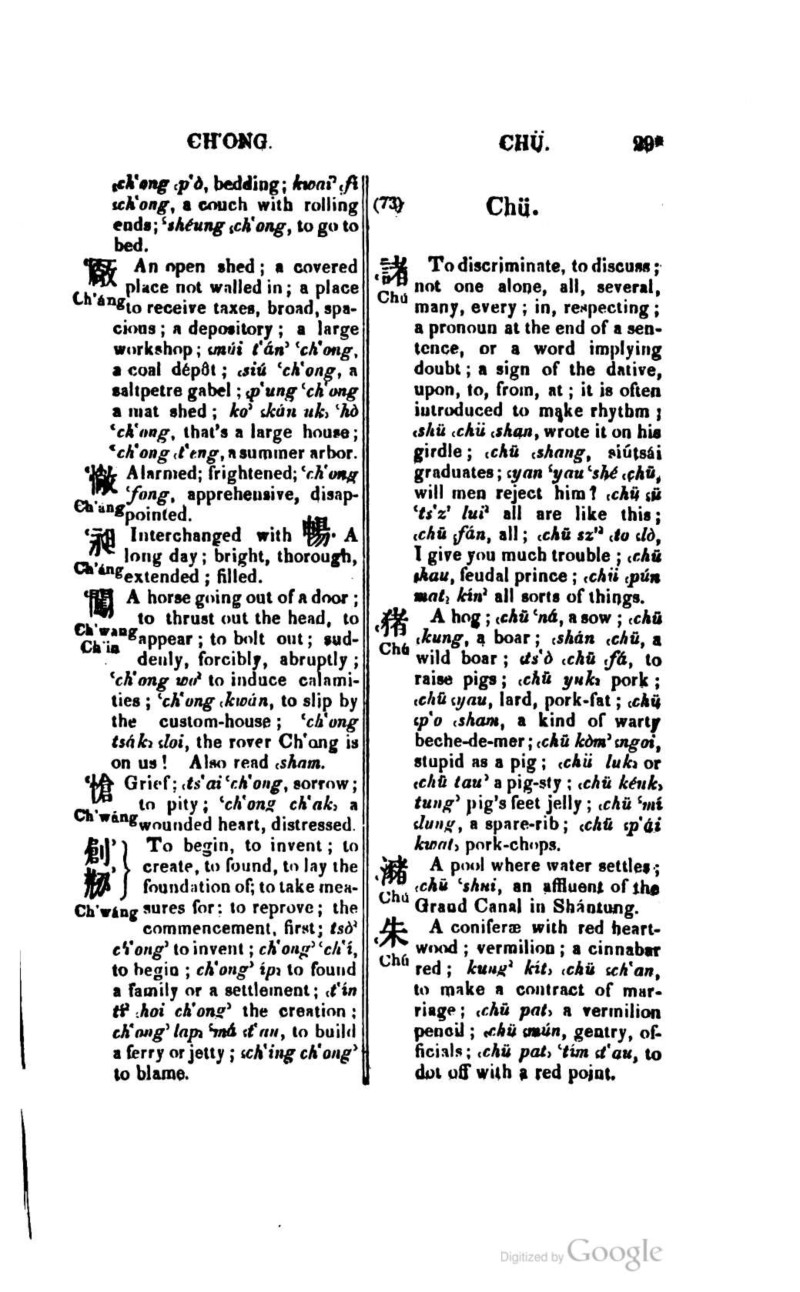 CH'ONG.
CHÜ.
29
꜁ch'ong ꜀p'ò, bedding; kwai꜄ ꜀fí
꜁ch'ong, a couch with rolling
ends; ꜂shéung ꜁ch'ong, to go to
bed.
廠 An open shed; a covered
place not walled in; a place
Ch'áng to receive taxes, broad, spa-
cious; a depository; a large
workshop; ꜁múi t'án꜄ ꜂ch'ong,
a coal dépôt; ꜀siú ꜂ch'ong, a
saltpetre gabel; ꜁p'ung ꜂ch'ong
a mat shed; ko꜄ ꜀kán uk꜆ ꜂hò
꜂ch'ong, that's a large house;
꜂ch'ong ꜁t'eng, a summer arbor.
Alarmed; frightened; ꜂ch'ong
꜂fong, apprehensive, disap-
Ch'áng pointed.
昶 Interchanged with 暢. A
long day; bright, thorough,
Ch'áng extended; filled.
闖 A horse going out of a door;
to thrust out the head, to
Ch'wang appear; to bolt out; sud-
Ch'in
denly, forcibly, abruptly;
꜂ch'ong wo꜅ to induce calami-
ties; ꜂ch'ong ꜀kwán, to slip by
the custom-house; ꜂ch'ong
tsák꜇ ꜁loi, the rover Ch'ong is
on us! Also read ꜀sham.
愴 Grief; ꜀ts'ai ꜂ch'ong, sorrow;
to pity; ꜂ch'ong ch'ak꜆ a
Ch'wáng wounded heart, distressed.
創 To begin, to invent; to
create, to found, to lay the
foundation of; to take mea-
Ch'wáng sures for: to reprove; the
commencement, first; tsò꜅
ch'ong꜄ to invent; ch'ong꜄ ꜂ch'í,
to begin; ch'ong꜄ íp꜇ to found
a family or a settlement; ꜀t'ín
tí꜅ ꜀hoi ch'ong꜄ the creation;
ch'ong꜄ lap꜇ ꜂má ꜁t'au, to build
a ferry or jetty; ꜁ch'ing ch'ong꜄
to blame.
(73)
Chü.
諸 To discriminate, to discuss;
not one alone, all, several,
Chú many, every; in, respecting;
a pronoun at the end of a sen-
tence, or a word implying
doubt; a sign of the dative,
upon, to, from, at; it is often
introduced to make rhythm;
꜀shü ꜀chü ꜀shan, wrote it on his
girdle; ꜀chü ꜀shang, siútsái
graduates; ꜁yan ꜂yau ꜂shé ꜀chü,
will men reject him? ꜀chü ꜁ü
꜂ts'z' lui꜅ all are like this;
꜀chü ꜁fán, all; ꜀chü sz'꜅ ꜀to ꜁lò,
I give you much trouble; ꜀chü
꜁hau, feudal prince; ꜀chü ꜂pún
mat꜇ kín꜅ all sorts of things.
猪 A hog; ꜀chü ꜂ná, a sow; ꜀chü
꜀kung, a boar; ꜀shán ꜀chü, a
Chú wild boar; ꜁ts'ò ꜀chü ꜀fá, to
raise pigs; ꜀chü yuk꜇ pork;
꜀chü ꜁yau, lard, pork-fat; ꜀chü
꜁p'o ꜀sham, a kind of warty
beche-de-mer; ꜀chü kòm꜄ ꜁ngoi,
stupid as a pig; ꜀chü luk꜇ or
꜀chü tau꜄ a pig-sty; ꜀chü kéuk꜆
tung꜄ pig's feet jelly; ꜀chü ꜂mí
꜁lung, a spare-rib; ꜀chü ꜁p'ái
kwat꜆ pork-chops.
瀦 A pool where water settles;
꜀chü ꜂shui, an affluent of the
Chú Grand Canal in Shántung.
朱 A coniferæ with red heart-
wood; vermilion; a cinnabar
Chú red; kung꜄ kít꜆ ꜀chü ꜁ch'an,
to make a contract of mar-
riage; ꜀chü pat꜆ a vermilion
pencil; ꜀chü ꜁mún, gentry, of-
ficials; ꜀chü pat꜆ ꜂tím ꜁t'au, to
dot off with a red point.
Digitized by Google